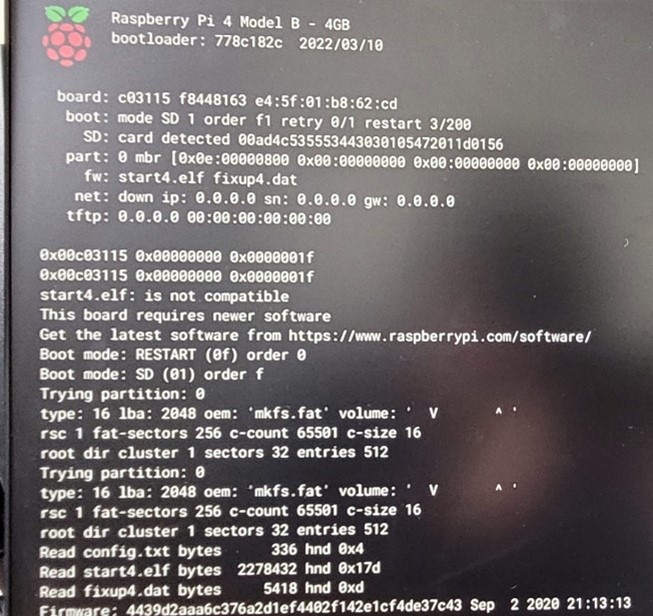 Raspberry Pi 4 Model B - 4GB
bootloader: 778c182c 2022/03/10
board: c03115 f8448163 e4:5f:01:b8:62:cd
boot: mode SD 1 order f1 retry 0/1 restart 3/200
SD: card detected 00ad4c535553443030105472011d0156
part: 0 mbr [0x0e:00000800 0x00:00000000 0x00:00000000 0x00:00000000]
fw: start4.elf fixup4.dat
net: down ip: 0.0.0.0 sn: 0.0.0.0 gw: 0.0.0.0
tftp: 0.0.0.0 00:00:00:00:00:00
0x00c03115 0x00000000 0x0000001f
0x00c03115 0x00000000 0x0000001f
start4.elf: is not compatible
This board requires newer software
Get the latest software from https://www.raspberrypi.com/software/
Boot mode: RESTART (0f) order 0
Boot mode: SD (01) order f
Trying partition: 0
type: 16 lba: 2048 oem: 'mkfs.fat' volume: ' V ^ '
rsc 1 fat-sectors 256 c-count 65501 c-size 16
root dir cluster 1 sectors 32 entries 512
Trying partition: 0
type: 16 lba: 2048 oem: 'mkfs.fat' volume: ' V ^ '
rsc 1 fat-sectors 256 c-count 65501 c-size 16
root dir cluster 1 sectors 32 entries 512
Read config.txt bytes 336 hnd 0x4
Read start4.elf bytes 2278432 hnd 0x17d
Read fixup4.dat bytes 5418 hnd 0xd
Firmware: 4439d2aaa6c376a2d1ef4402f142e1cf4de37c43 Sep 2 2020 21:13:13